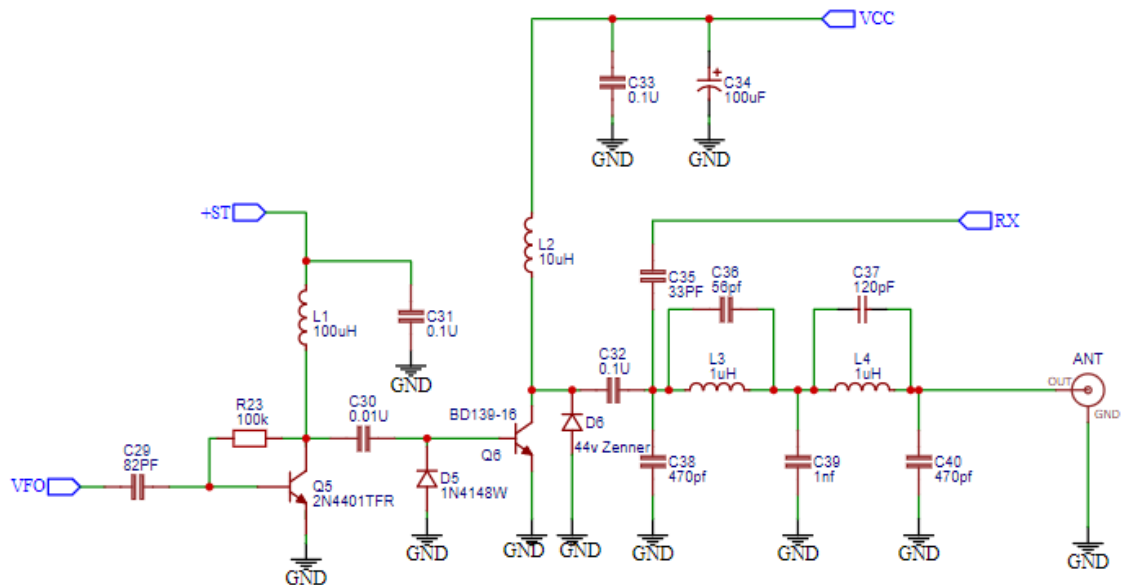 VCC
C33
0.1U
C34
100uF
+
GND
GND
+ST
RX
L2
10uH
C35
33PF
C36
56pf
C37
120pF
L1
100uH
C31
0.1U
GND
L3
1uH
L4
1uH
ANT
OUT
GND
C32
0.1U
R23
100k
C30
0.01U
BD139-16
Q6
D6
44v Zenner
C29
82PF
VFO
Q5
2N4401TFR
D5
1N4148W
C38
470pf
C39
1nf
C40
470pf
GND
GND
GND
GND
GND
GND
GND
GND